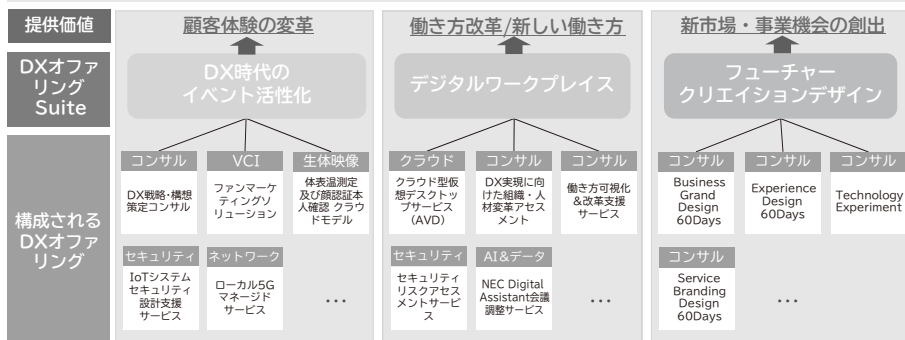 提供価値
顧客体験の変革
働き方改革/新しい働き方
新市場・事業機会の創出
DXオファ
リング
Suite
DX時代の
イベント活性化
デジタルワークプレイス
フューチャー
クリエイションデザイン
構成される
DXオファ
リング
コンサル
DX戦略・構想
策定コンサル
VCI
ファンマーケ
ティングソ
リューション
生体映像
体表温測定
及び顔認証本
人確認 クラウ
ドモデル
セキュリティ
IoTシステム
セキュリティ
設計支援
サービス
ネットワーク
ローカル5G
マネージド
サービス
…
クラウド
クラウド型仮
想デスクトッ
プサービス
(AVD)
コンサル
DX実現に向
けた組織・人
材変革アセス
メント
コンサル
働き方可視化
&改革支援
サービス
セキュリティ
セキュリティ
リスクアセス
メントサービ
ス
AI&データ
NEC Digital
Assistant会議
調整サービス
…
コンサル
Business
Grand
Design
60Days
コンサル
Experience
Design
60Days
コンサル
Technology
Experiment
コンサル
Service
Branding
Design
60Days
…